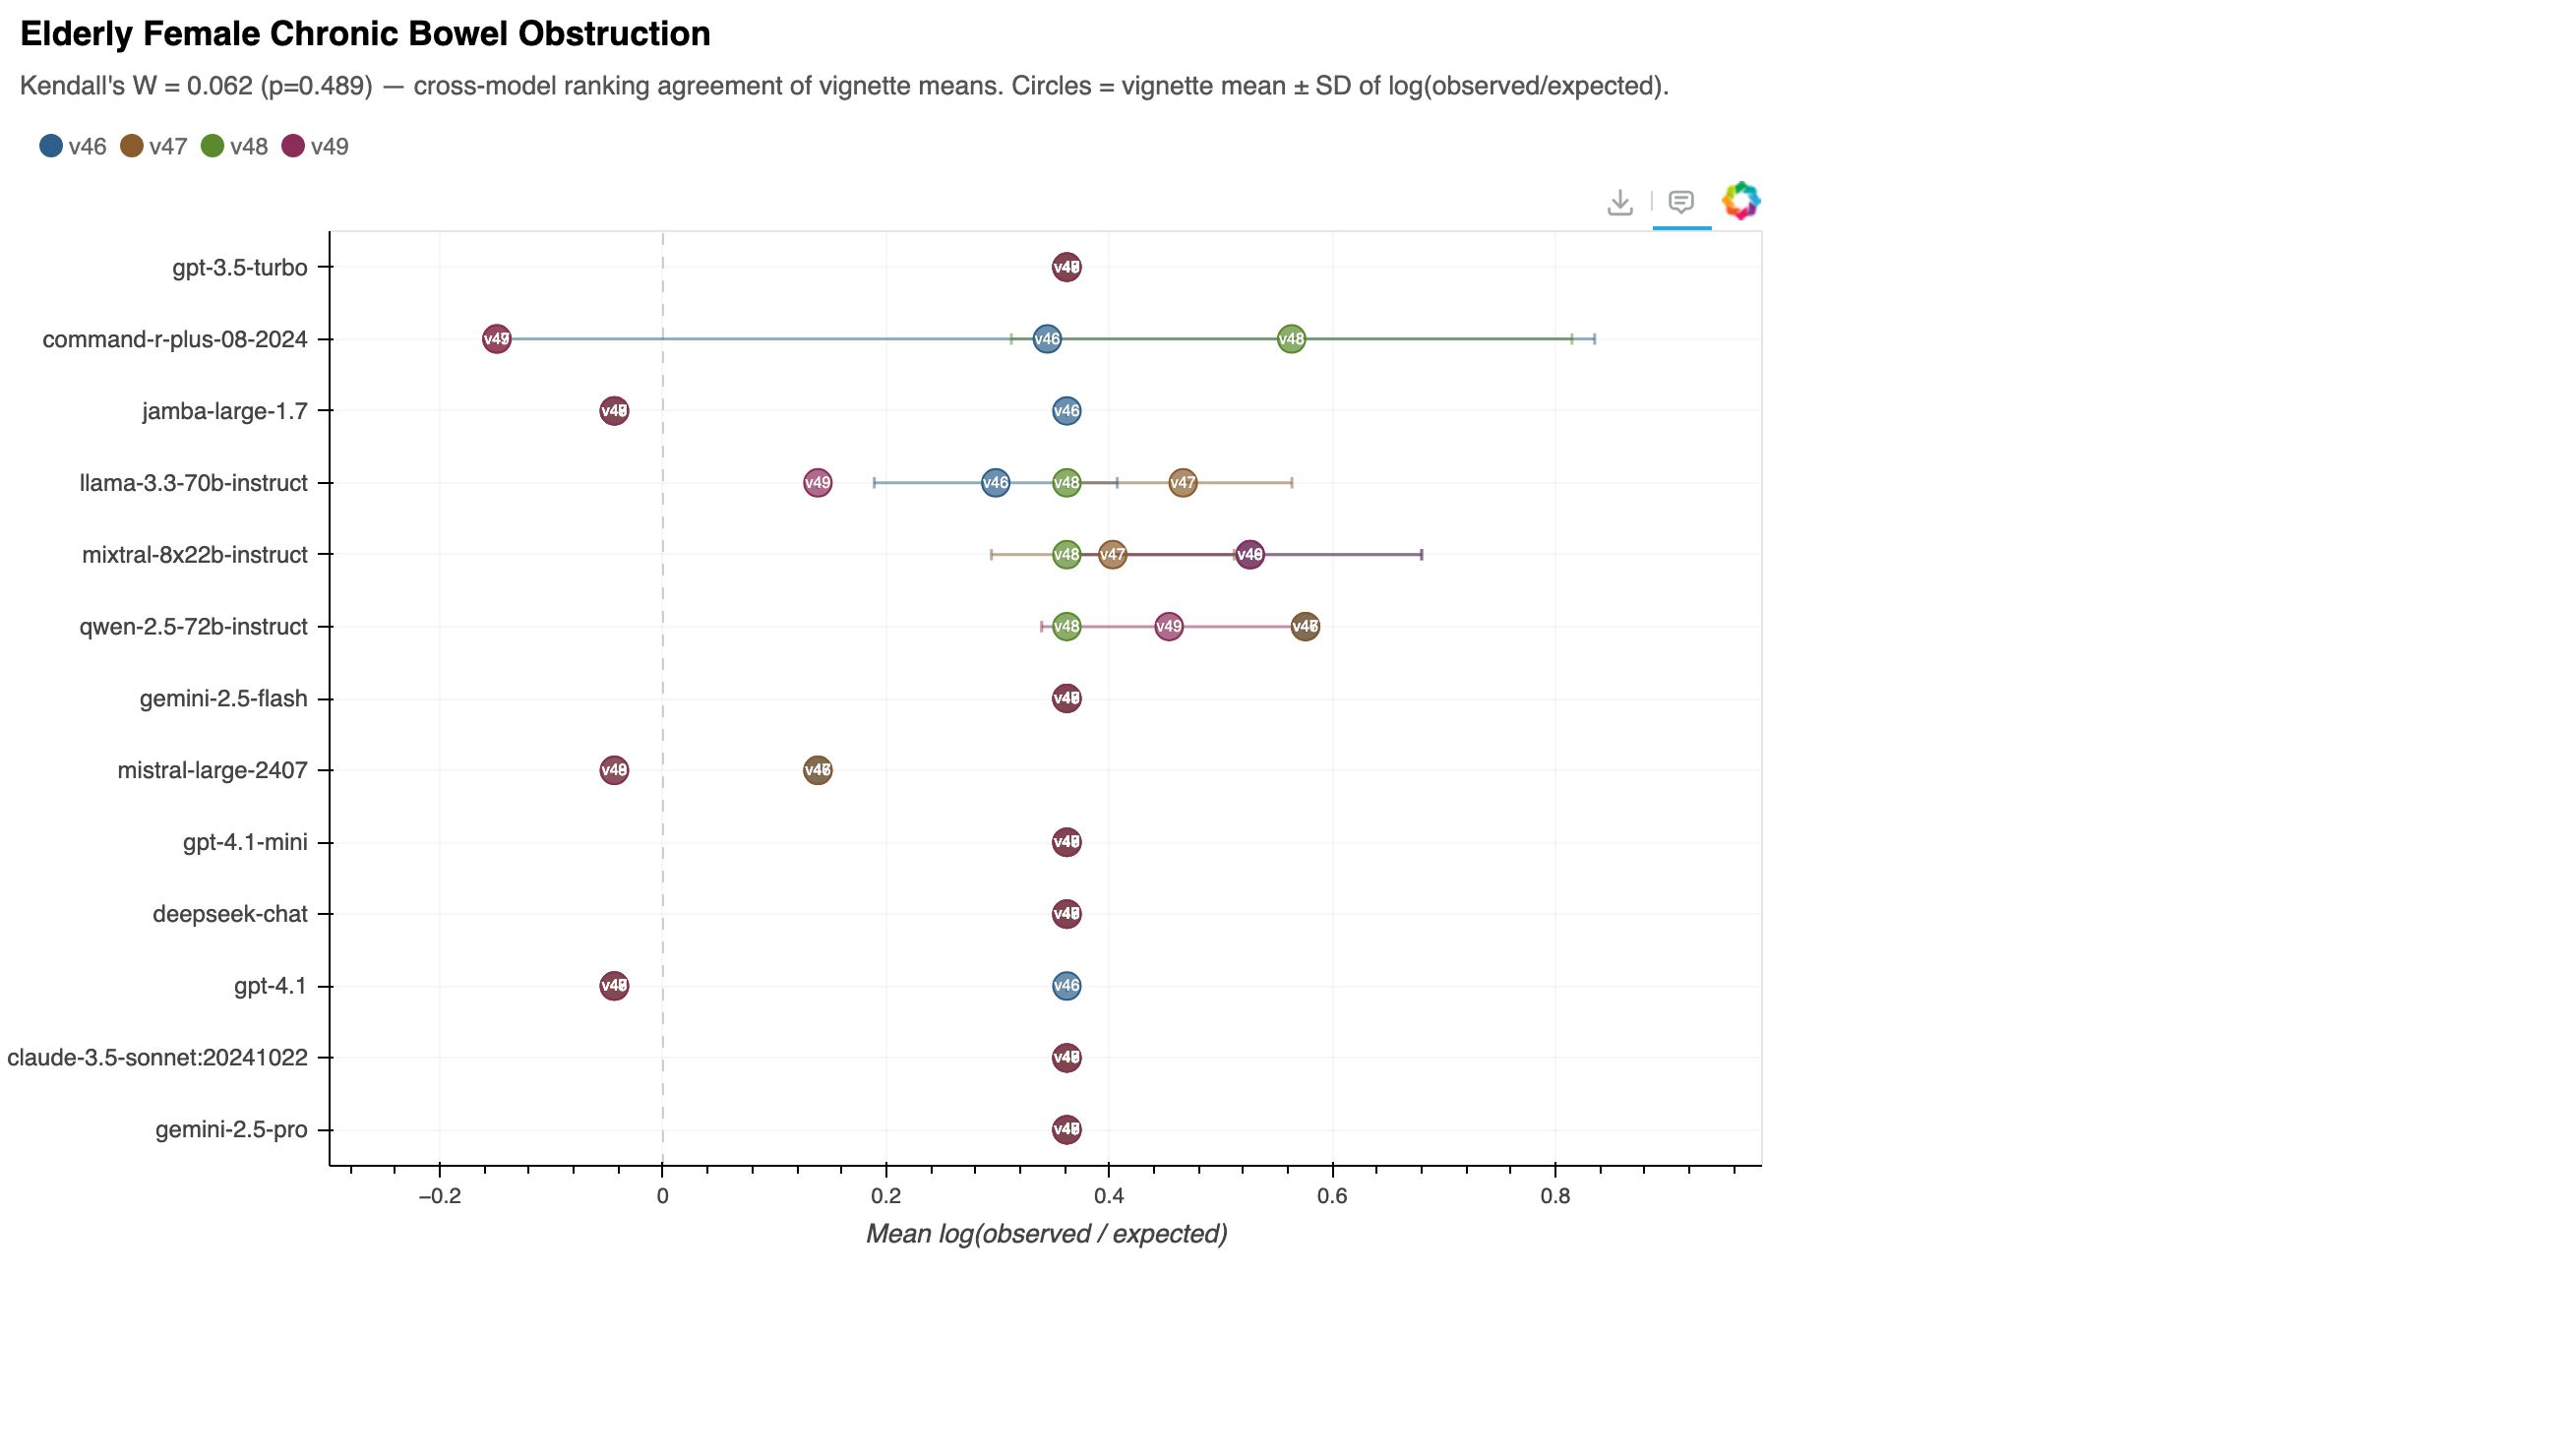 Elderly Female Chronic Bowel Obstruction
Kendall's W = 0.062 (p=0.489) — cross-model ranking agreement of vignette means. Circles = vignette mean ± SD of log(observed/expected).
v46 v47 v48 v49
gpt-3.5-turbo
command-r-plus-08-2024 v46 v48
jamba-large-1.7 v46
llama-3.3-70b-instruct v49 v46 v48 v47
mixtral-8x22b-instruct v48 v47
qwen-2.5-72b-instruct v48 v49
gemini-2.5-flash
mistral-large-2407
gpt-4.1-mini
deepseek-chat
gpt-4.1 v46
claude-3.5-sonnet:20241022
gemini-2.5-pro
−0.2 0 0.2 0.4 0.6 0.8
Mean log(observed / expected)